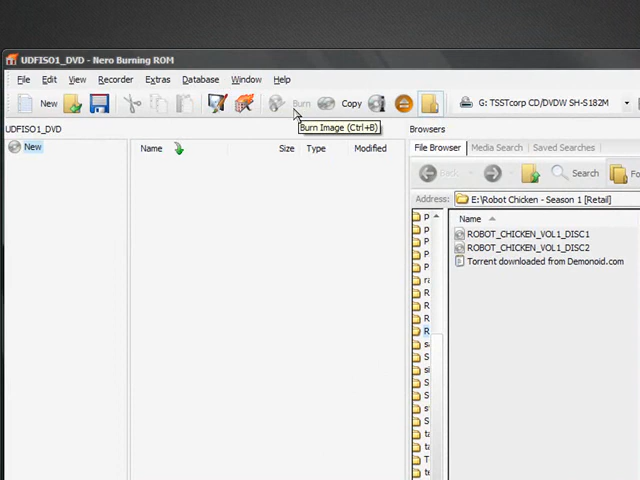 UDFISO1_DVD - Nero Burning ROM
File Edit View Recorder Extras Database Window Help
New Burn Copy G: TSSTcorp CD/DVDW SH-S182M
Burn Image (Ctrl+B)
UDFISO1_DVD Browsers
New Name Size Type Modified File Browser Media Search Saved Searches
Back Search Fo
Address: E:\Robot Chicken - Season 1 [Retail]
Name
ROBOT_CHICKEN_VOL1_DISC1
ROBOT_CHICKEN_VOL1_DISC2
Torrent downloaded from Demonoid.com